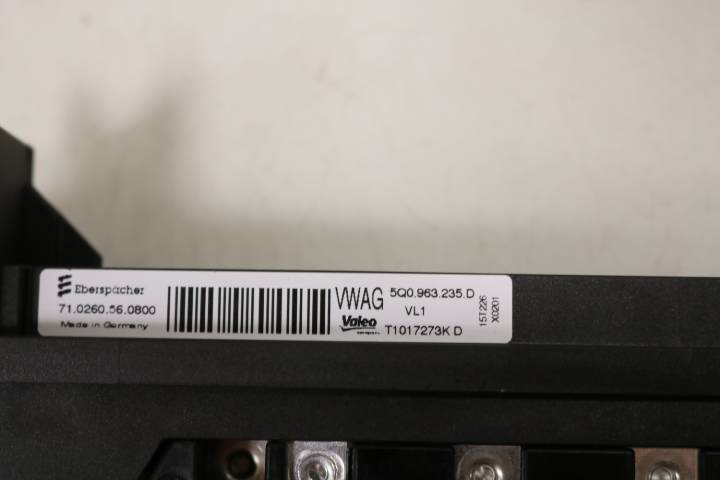 Eberspächer
71.0260.56.0800
Made in Germany
VWAG
5Q0.963.235.D
VL1
Valeo
T1017273K D
15T226
X0201